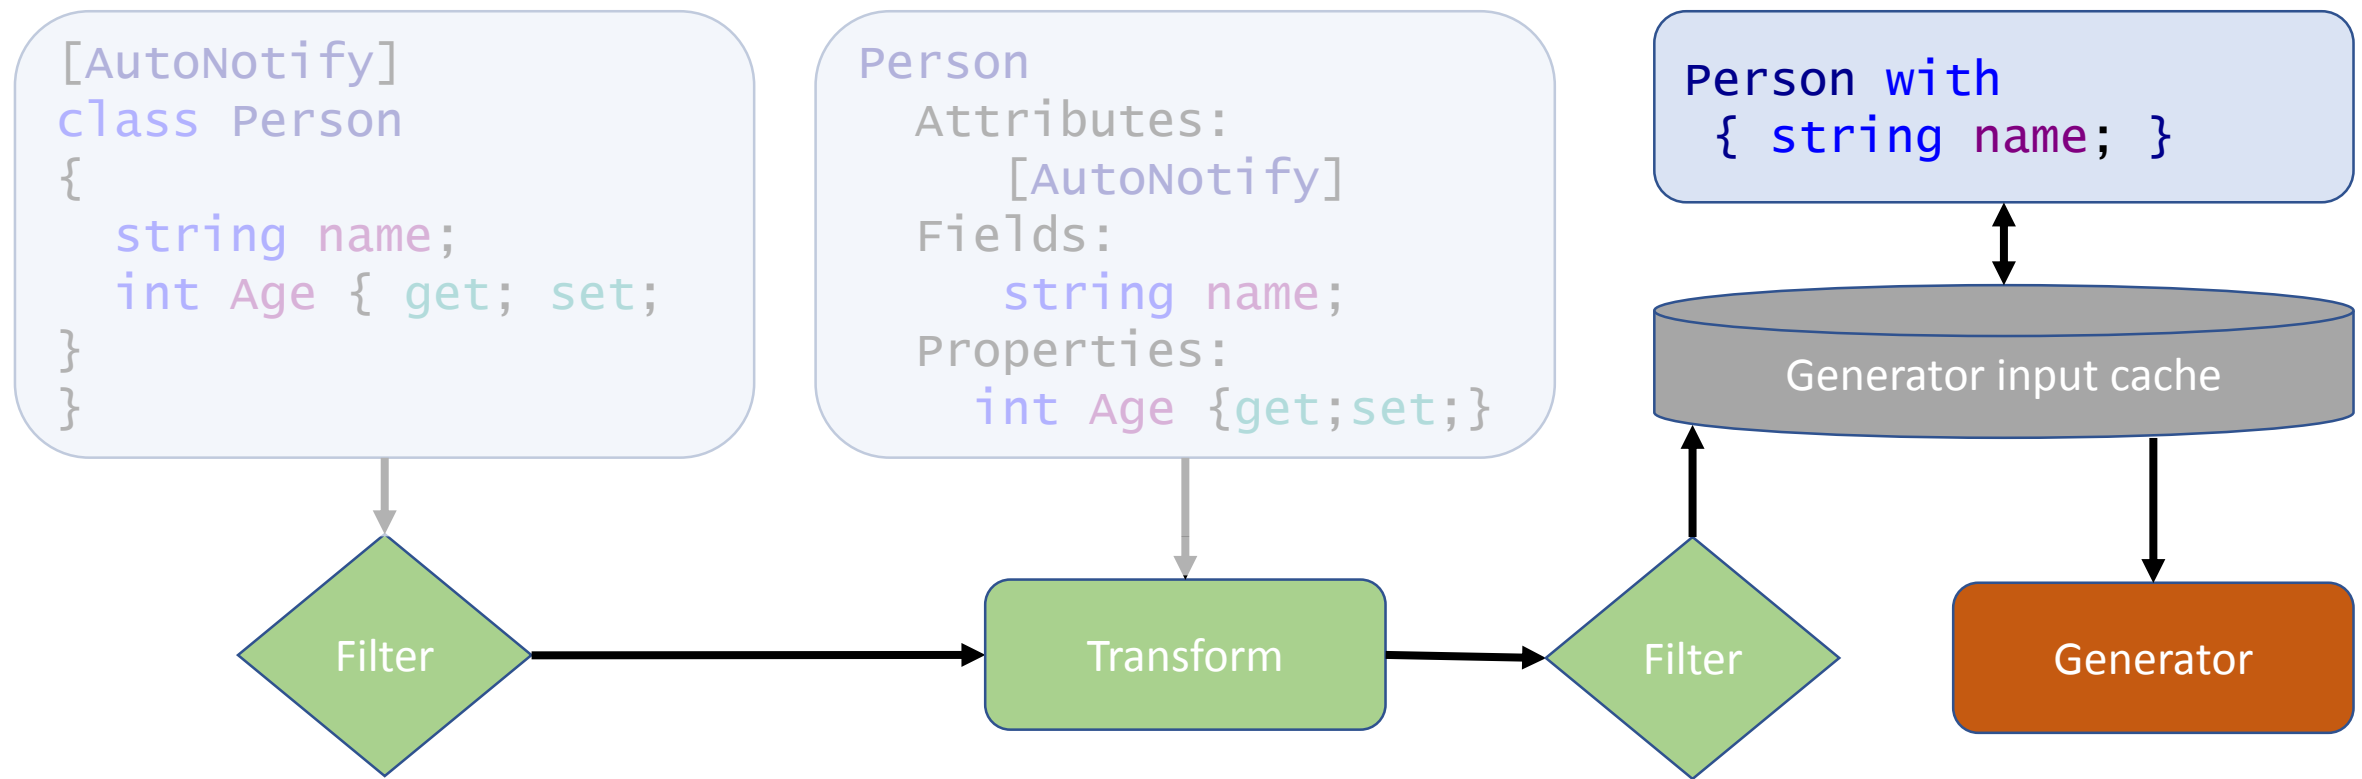 [AutoNotify]
class Person
{
  string name;
  int Age { get; set;
}
}
Person
  Attributes:
     [AutoNotify]
  Fields:
     string name;
  Properties:
    int Age {get;set;}
Person with
 { string name; }
Generator input cache
Filter
Transform
Filter
Generator